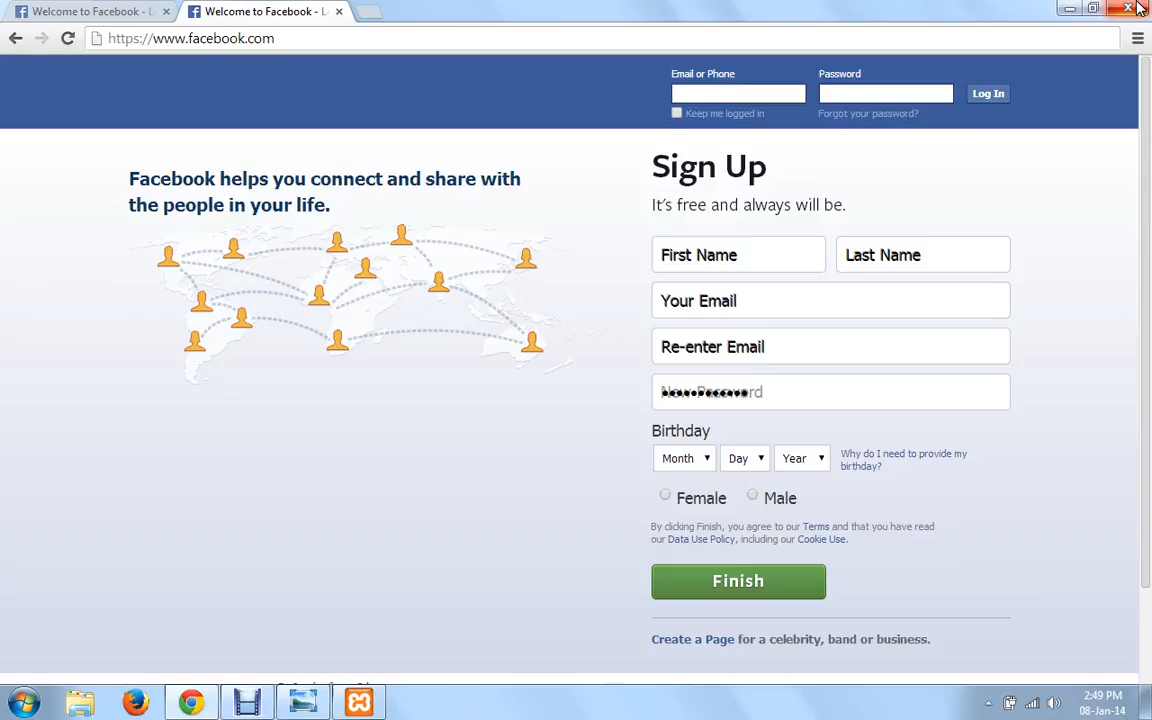 Welcome to Facebook - L
Welcome to Facebook - L
https://www.facebook.com
Email or Phone
Password
Log In
Keep me logged in
Forgot your password?
Facebook helps you connect and share with
the people in your life.
Sign Up
It's free and always will be.
First Name
Last Name
Your Email
Re-enter Email
New Password
Birthday
Month
Day
Year
Why do I need to provide my
birthday?
Female
Male
By clicking Finish, you agree to our Terms and that you have read
our Data Use Policy, including our Cookie Use.
Finish
Create a Page for a celebrity, band or business.
2:49 PM
08-Jan-14